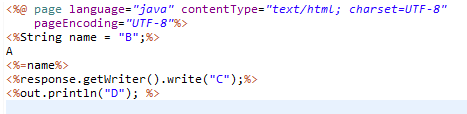 <%@ page language="java" contentType="text/html; charset=UTF-8"
pageEncoding="UTF-8"%>
<%String name = "B";%>
A
<%=name%>
<%response.getWriter().write("C");%>
<%out.println("D"); %>